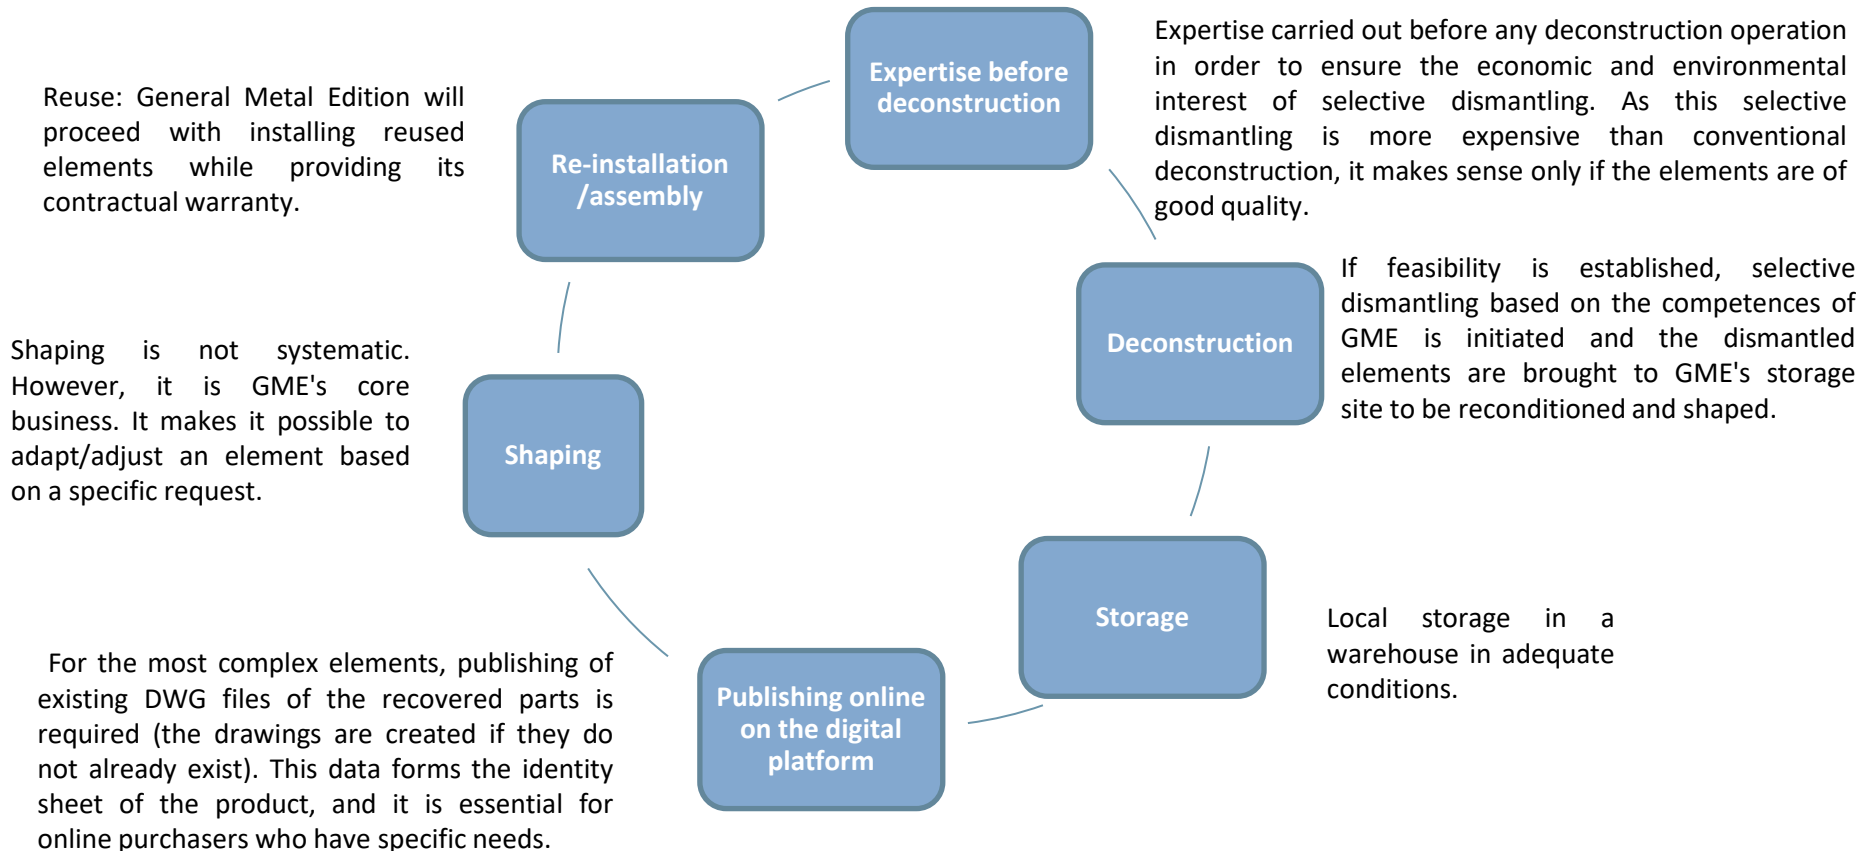 Expertise before
deconstruction
Expertise carried out before any deconstruction operation
in order to ensure the economic and environmental
interest of selective dismantling. As this selective
dismantling is more expensive than conventional
deconstruction, it makes sense only if the elements are of
good quality.
Deconstruction
If feasibility is established, selective
dismantling based on the competences of
GME is initiated and the dismantled
elements are brought to GME's storage
site to be reconditioned and shaped.
Storage
Local storage in a
warehouse in adequate
conditions.
Publishing online
on the digital
platform
For the most complex elements, publishing of
existing DWG files of the recovered parts is
required (the drawings are created if they do
not already exist). This data forms the identity
sheet of the product, and it is essential for
online purchasers who have specific needs.
Shaping
Shaping is not systematic.
However, it is GME's core
business. It makes it possible to
adapt/adjust an element based
on a specific request.
Re-installation
/assembly
Reuse: General Metal Edition will
proceed with installing reused
elements while providing its
contractual warranty.